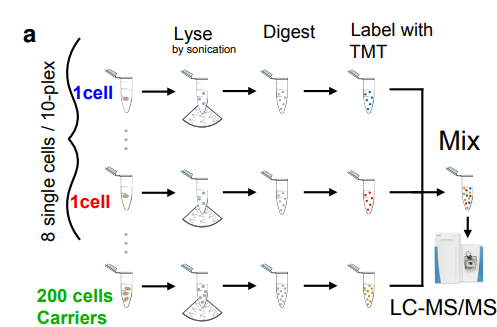 a
Lyse
by sonication
Digest
Label with
TMT
8 single cells / 10-plex
1cell
1cell
200 cells
Carriers
Mix
LC-MS/MS